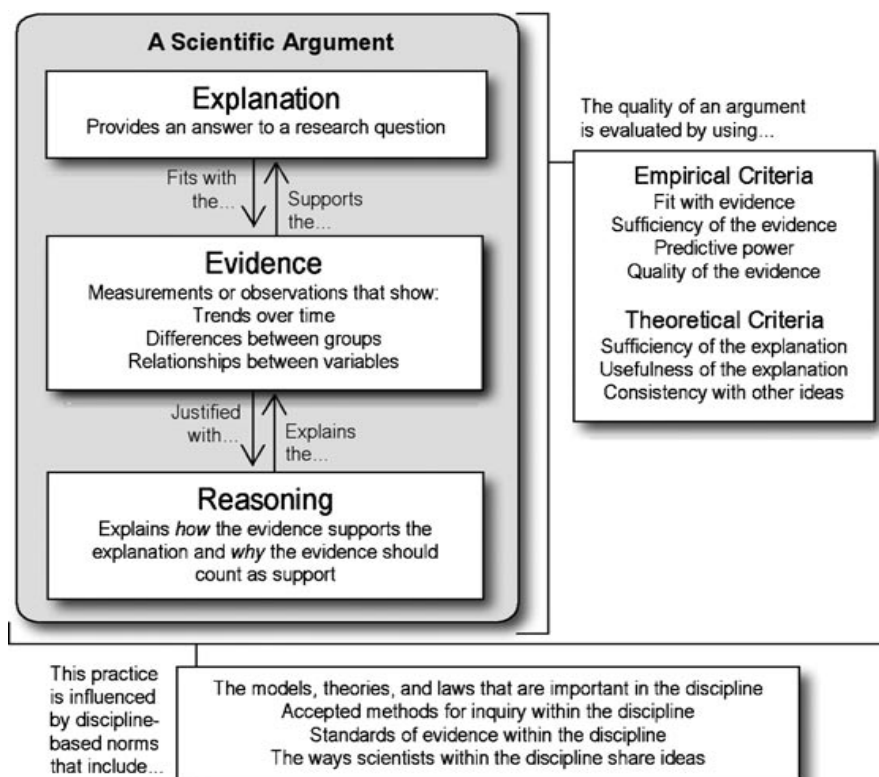 A Scientific Argument
Explanation
Provides an answer to a research question
Fits with
the...
Supports
the...
Evidence
Measurements or observations that show:
Trends over time
Differences between groups
Relationships between variables
Justified
with...
Explains
the...
Reasoning
Explains how the evidence supports the
explanation and why the evidence should
count as support
The quality of an argument
is evaluated by using...
Empirical Criteria
Fit with evidence
Sufficiency of the evidence
Predictive power
Quality of the evidence
Theoretical Criteria
Sufficiency of the explanation
Usefulness of the explanation
Consistency with other ideas
This practice
is influenced
by discipline-
based norms
that include...
The models, theories, and laws that are important in the discipline
Accepted methods for inquiry within the discipline
Standards of evidence within the discipline
The ways scientists within the discipline share ideas